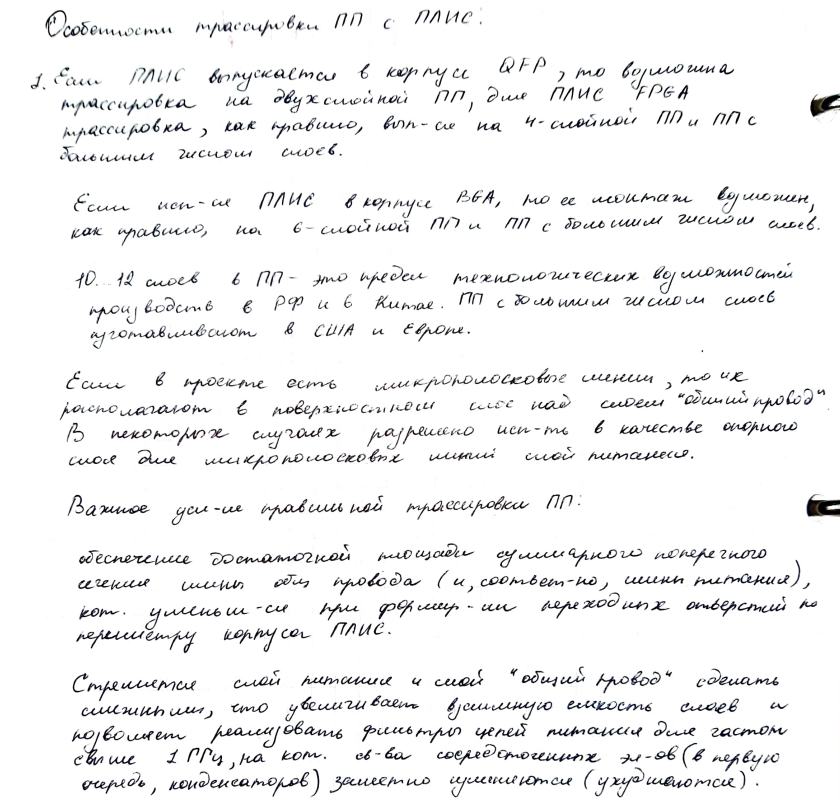 Особенности трассировки ПП с ПЛИС:
1. Если ПЛИС выпускается в корпусе QFP, то возможна
трассировка на двухслойной ПП, для ПЛИС FPGA
трассировка, как правило, вып-ся на 4-слойной ПП и ПП с
большим числом слоев.
Если исп-ся ПЛИС в корпусе BGA, то ее монтаж возможен,
как правило, на 6-слойной ПП и ПП с большим числом слоев.
10...12 слоев в ПП - это предел технологических возможностей
производств в РФ и в Китае. ПП с большим числом слоев
изготавливают в США и Европе.
Если в проекте есть микрополосковые линии, то их
располагают в поверхностном слое над слоем "общий провод".
В некоторых случаях разрешено исп-ть в качестве опорного
слоя для микрополосковых линий слой питания.
Важное усл-ие правильной трассировки ПП:
обеспечение достаточной площади суммарного поперечного
сечения шины общ провода (и, соответ-но, шины питания),
кот. уменьш-ся при формир-ии переходных отверстий по
периметру корпуса ПЛИС.
Стремиться слой питания и слой "общий провод" сделать
смежными, что увеличивает взаимную емкость слоев и
позволяет реализовать фильтры цепей питания для частот
свыше 1 ГГц, на кот. св-ва сосредоточенных эл-ов (в первую
очередь, конденсаторов) заметно изменяются (ухудшаются).